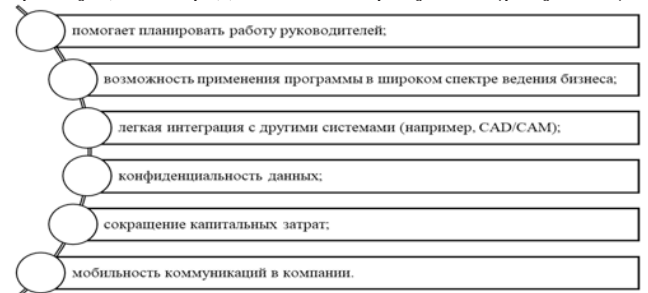 помогает планировать работу руководителей;
возможность применения программы в широком спектре ведения бизнеса;
легкая интеграция с другими системами (например, CAD/CAM);
конфиденциальность данных;
сокращение капитальных затрат;
мобильность коммуникаций в компании.